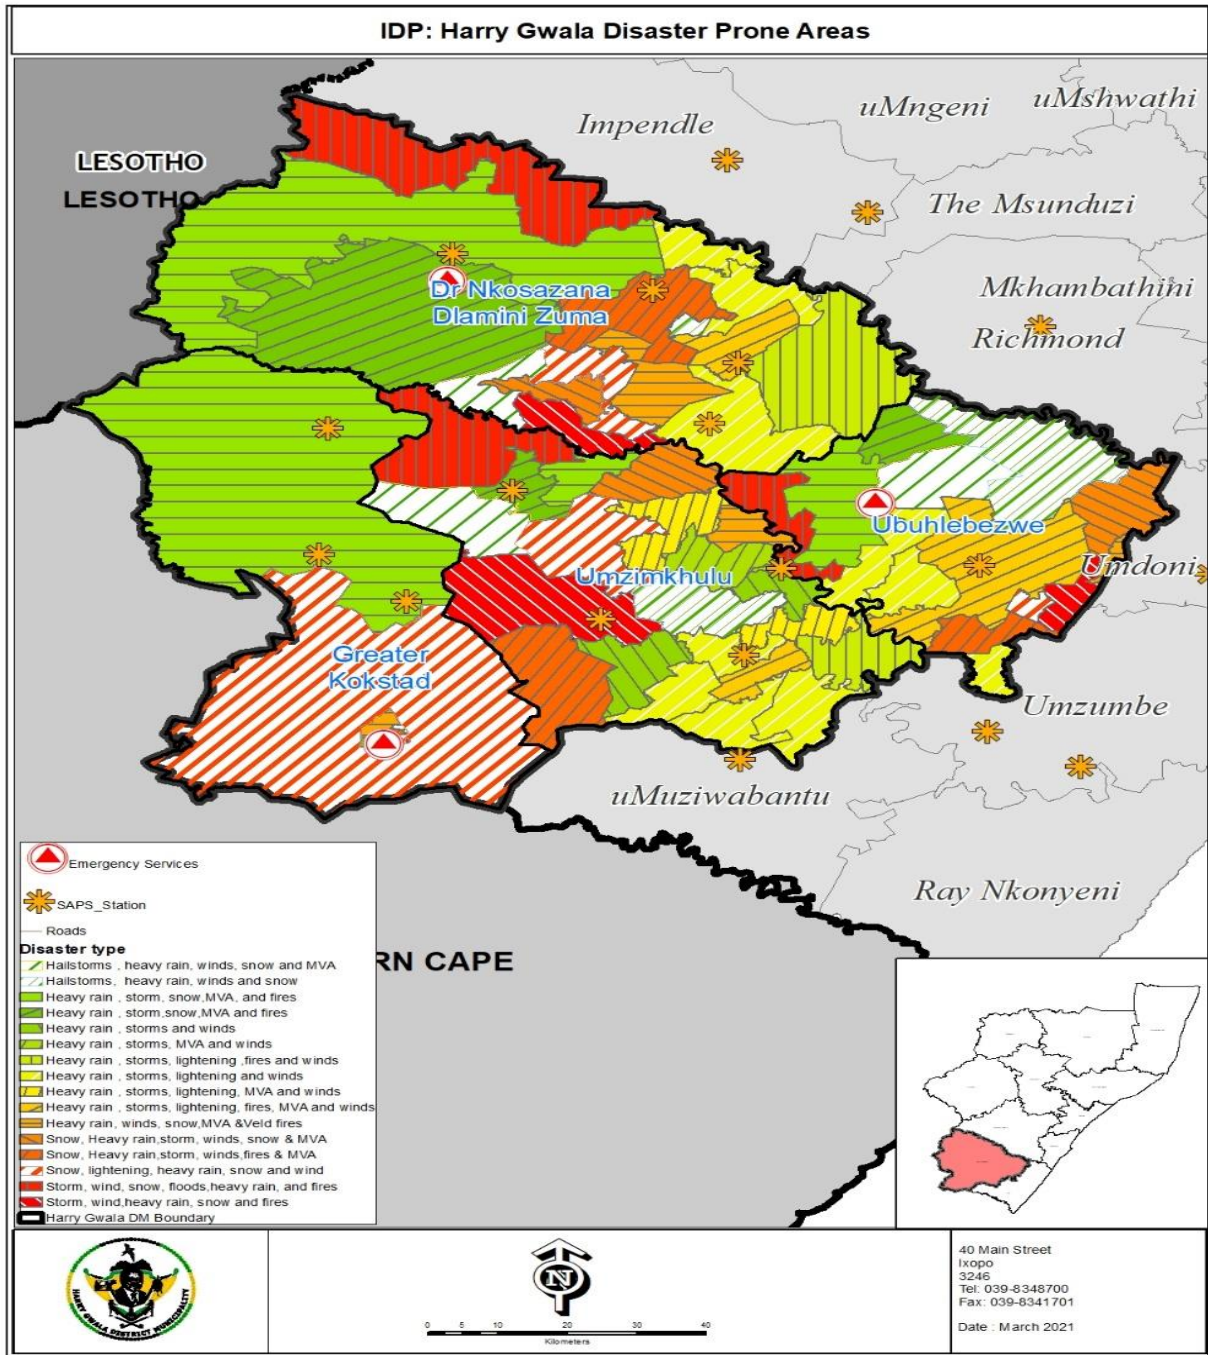 IDP: Harry Gwala Disaster Prone Areas
uMngeni
uMshwathi
Impendle
LESOTHO
LESOTHO
The Msunduzi
Mkhambathini
Dr Nkosazana
Dlamini Zuma
Richmond
Ubuhlebezwe
Umzimkhulu
Umdoni
Greater
Kokstad
Umzumbe
uMuziwabantu
Ray Nkonyeni
RN CAPE
Emergency Services
SAPS_Station
Roads
Disaster type
Hailstorms , heavy rain, winds, snow and MVA
Hailstorms, heavy rain, winds and snow
Heavy rain , storm, snow,MVA, and fires
Heavy rain , storm,snow,MVA and fires
Heavy rain , storms and winds
Heavy rain , storms, MVA and winds
Heavy rain , storms, lightening ,fires and winds
Heavy rain , storms, lightening and winds
Heavy rain , storms, lightening, MVA and winds
Heavy rain , storms, lightening, fires, MVA and winds
Heavy rain, winds, snow,MVA &Veld fires
Snow, Heavy rain,storm, winds, snow & MVA
Snow, Heavy rain,storm, winds,fires & MVA
Snow, lightening, heavy rain, snow and wind
Storm, wind, snow, floods,heavy rain, and fires
Storm, wind,heavy rain, snow and fires
Harry Gwala DM Boundary
HARRY GWALA DISTRICT MUNICIPALITY
N
0 5 10 20 30 40
Kilometers
40 Main Street
Ixopo
3246
Tel: 039-8348700
Fax: 039-8341701
Date : March 2021